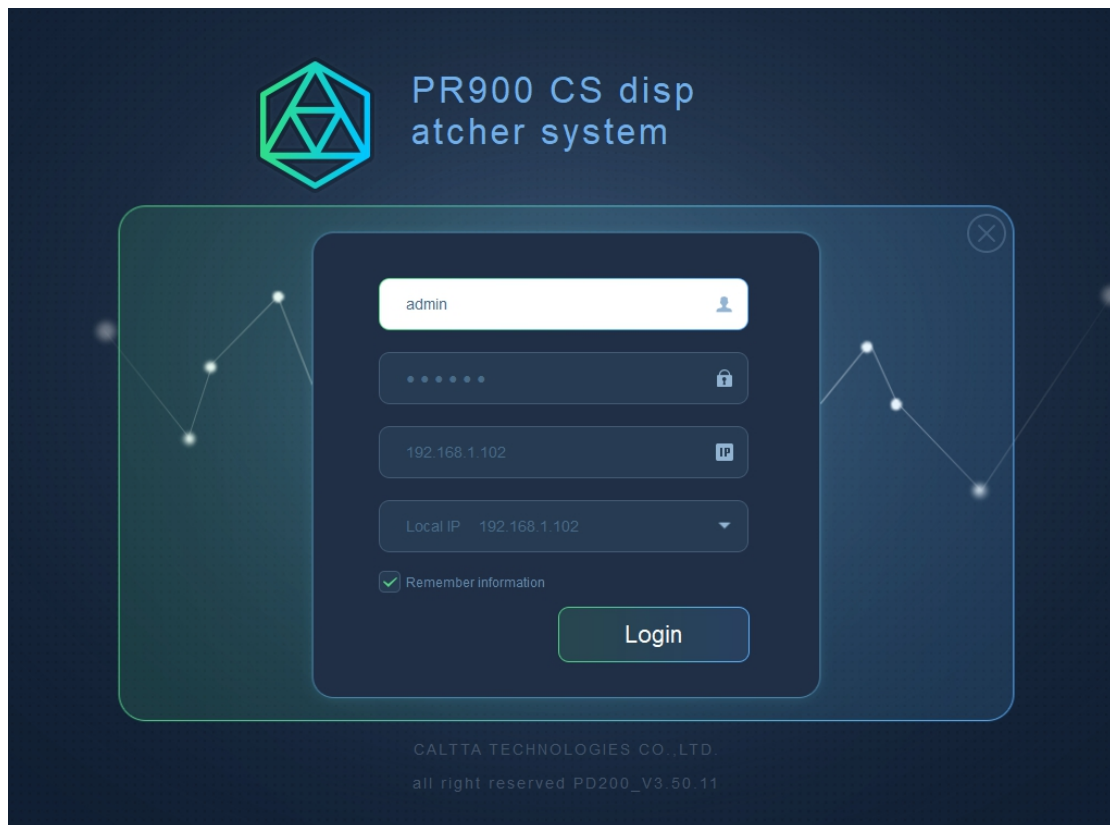 PR900 CS disp
atcher system
admin
192.168.1.102
IP
Local IP 192.168.1.102
Remember information
Login
CALTTA TECHNOLOGIES CO.,LTD.
all right reserved PD200_V3.50.11